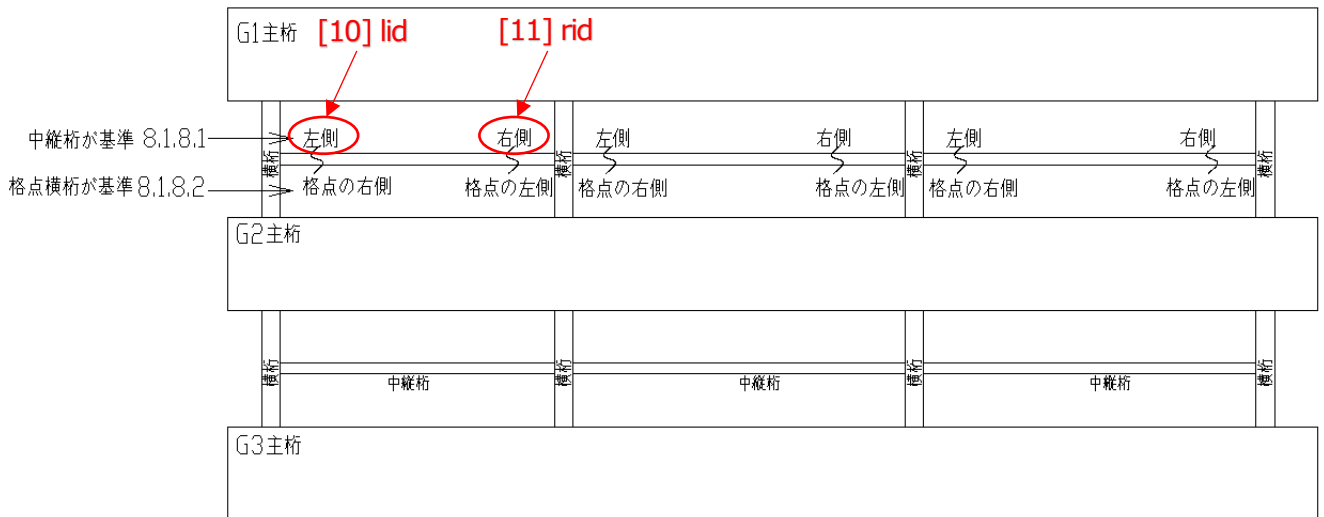 G1主桁 [10] lid [11] rid
中縦桁が基準 8.1.8.1 左側 右側 左側 右側 左側 右側
横桁 横桁 横桁 横桁
格点横桁が基準8.1.8.2 格点の右側 格点の左側 格点の右側 格点の左側 格点の右側 格点の左側
G2主桁
横桁 横桁 横桁 横桁
中縦桁 中縦桁 中縦桁
G3主桁